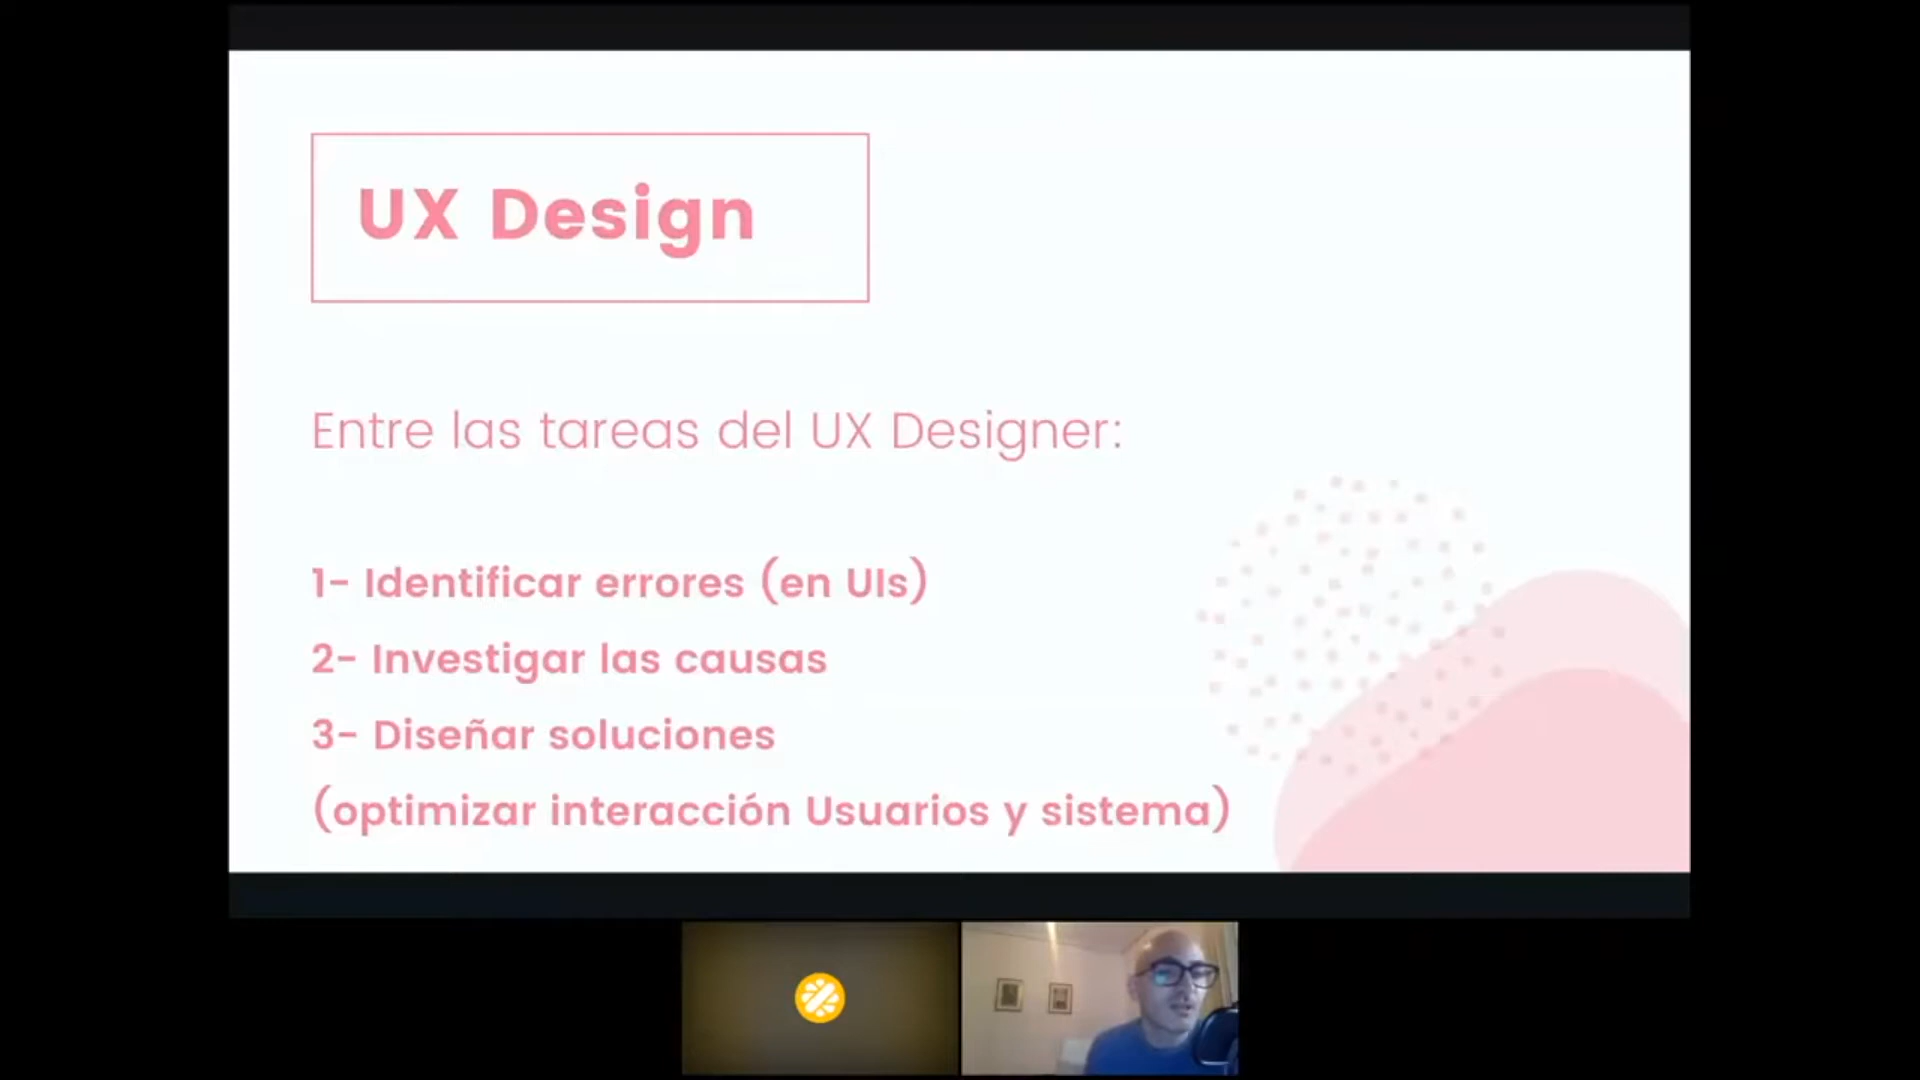 UX Design
Entre las tareas del UX Designer:
1- Identificar errores (en UIs)
2- Investigar las causas
3- Diseñar soluciones
(optimizar interacción Usuarios y sistema)